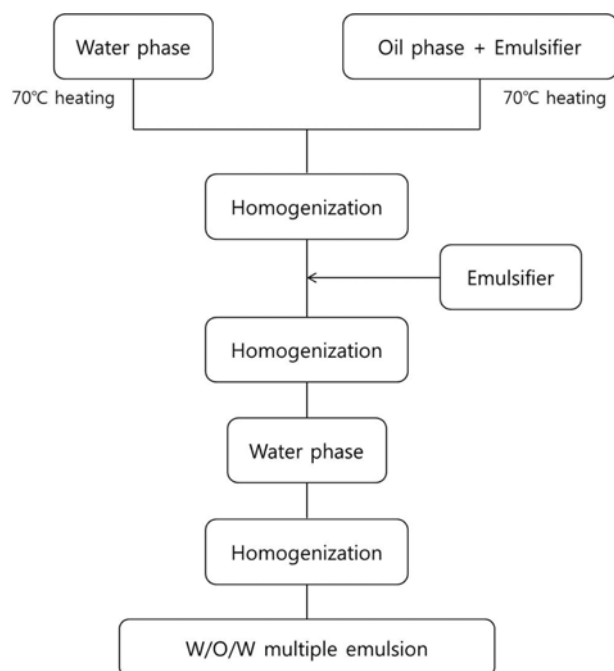 Water phase
Oil phase + Emulsifier
70℃ heating
70℃ heating
Homogenization
Emulsifier
Homogenization
Water phase
Homogenization
W/O/W multiple emulsion